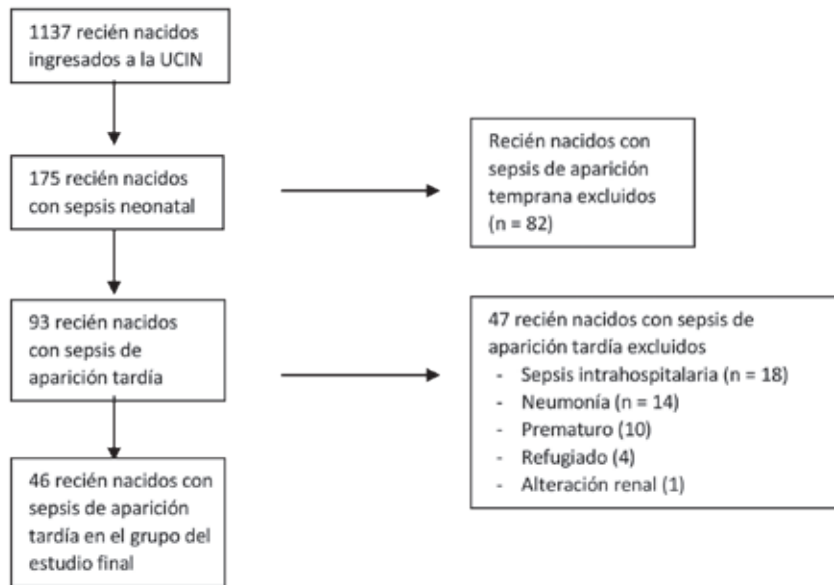 1137 recién nacidos
ingresados a la UCIN
175 recién nacidos
con sepsis neonatal
Recién nacidos con
sepsis de aparición
temprana excluidos
(n = 82)
93 recién nacidos
con sepsis de
aparición tardía
47 recién nacidos con sepsis de
aparición tardía excluidos
- Sepsis intrahospitalaria (n = 18)
- Neumonía (n = 14)
- Prematuro (10)
- Refugiado (4)
- Alteración renal (1)
46 recién nacidos con
sepsis de aparición
tardía en el grupo del
estudio final